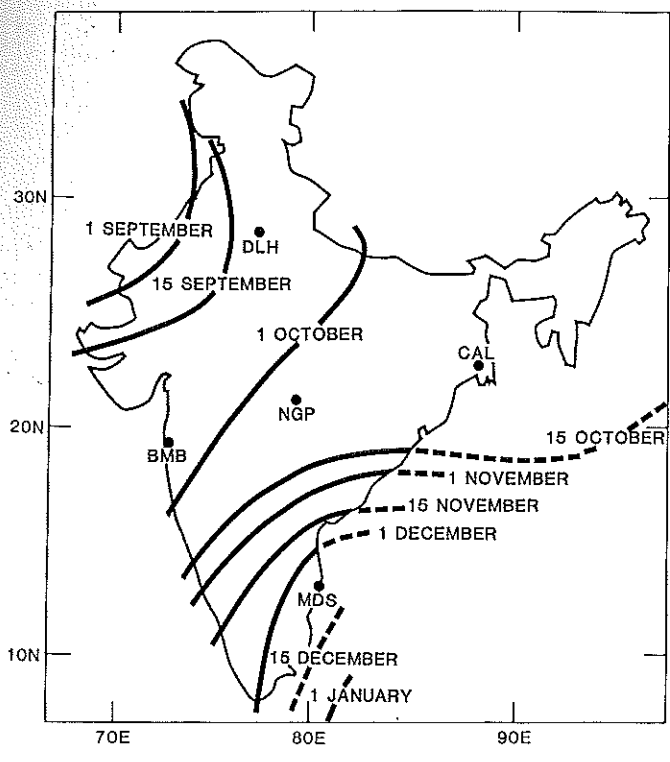 30N
1 SEPTEMBER
DLH
15 SEPTEMBER
1 OCTOBER
CAL
NGP
20N
15 OCTOBER
BMB
1 NOVEMBER
15 NOVEMBER
1 DECEMBER
MDS
10N
15 DECEMBER
1 JANUARY
70E
80E
90E